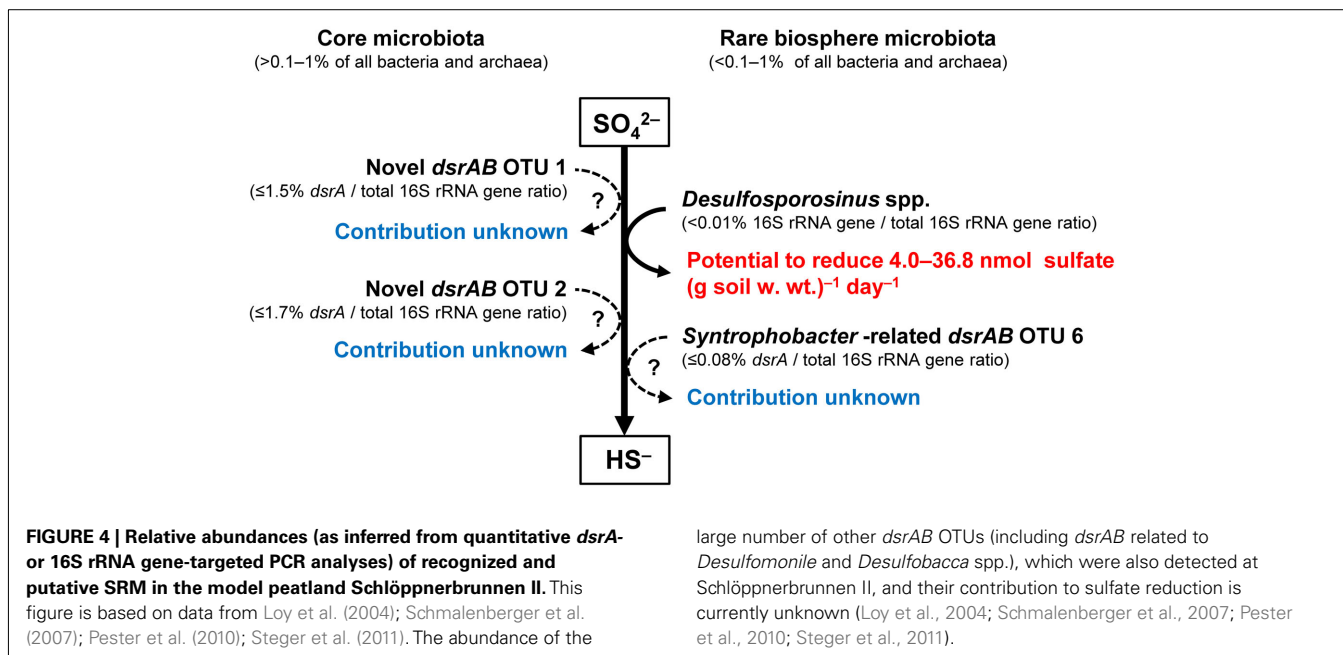 Core microbiota
(>0.1–1% of all bacteria and archaea)
Rare biosphere microbiota
(<0.1–1% of all bacteria and archaea)
SO₄²⁻
Novel dsrAB OTU 1
(≤1.5% dsrA / total 16S rRNA gene ratio)
?
Contribution unknown
Desulfosporosinus spp.
(<0.01% 16S rRNA gene / total 16S rRNA gene ratio)
Potential to reduce 4.0–36.8 nmol sulfate
(g soil w. wt.)⁻¹ day⁻¹
Novel dsrAB OTU 2
(≤1.7% dsrA / total 16S rRNA gene ratio)
?
Contribution unknown
Syntrophobacter -related dsrAB OTU 6
(≤0.08% dsrA / total 16S rRNA gene ratio)
?
Contribution unknown
HS⁻
FIGURE 4 | Relative abundances (as inferred from quantitative dsrA-
or 16S rRNA gene-targeted PCR analyses) of recognized and
putative SRM in the model peatland Schlöppnerbrunnen II. This
figure is based on data from Loy et al. (2004); Schmalenberger et al.
(2007); Pester et al. (2010); Steger et al. (2011). The abundance of the
large number of other dsrAB OTUs (including dsrAB related to
Desulfomonile and Desulfobacca spp.), which were also detected at
Schlöppnerbrunnen II, and their contribution to sulfate reduction is
currently unknown (Loy et al., 2004; Schmalenberger et al., 2007; Pester
et al., 2010; Steger et al., 2011).